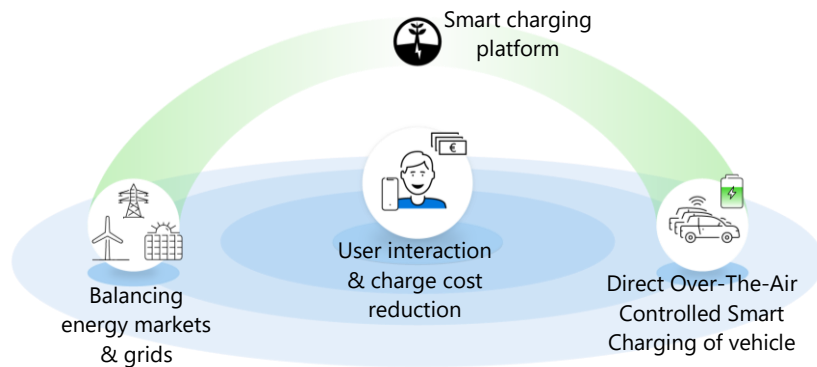 Smart charging
platform
€
User interaction
& charge cost
reduction
Balancing
energy markets
& grids
Direct Over-The-Air
Controlled Smart
Charging of vehicle